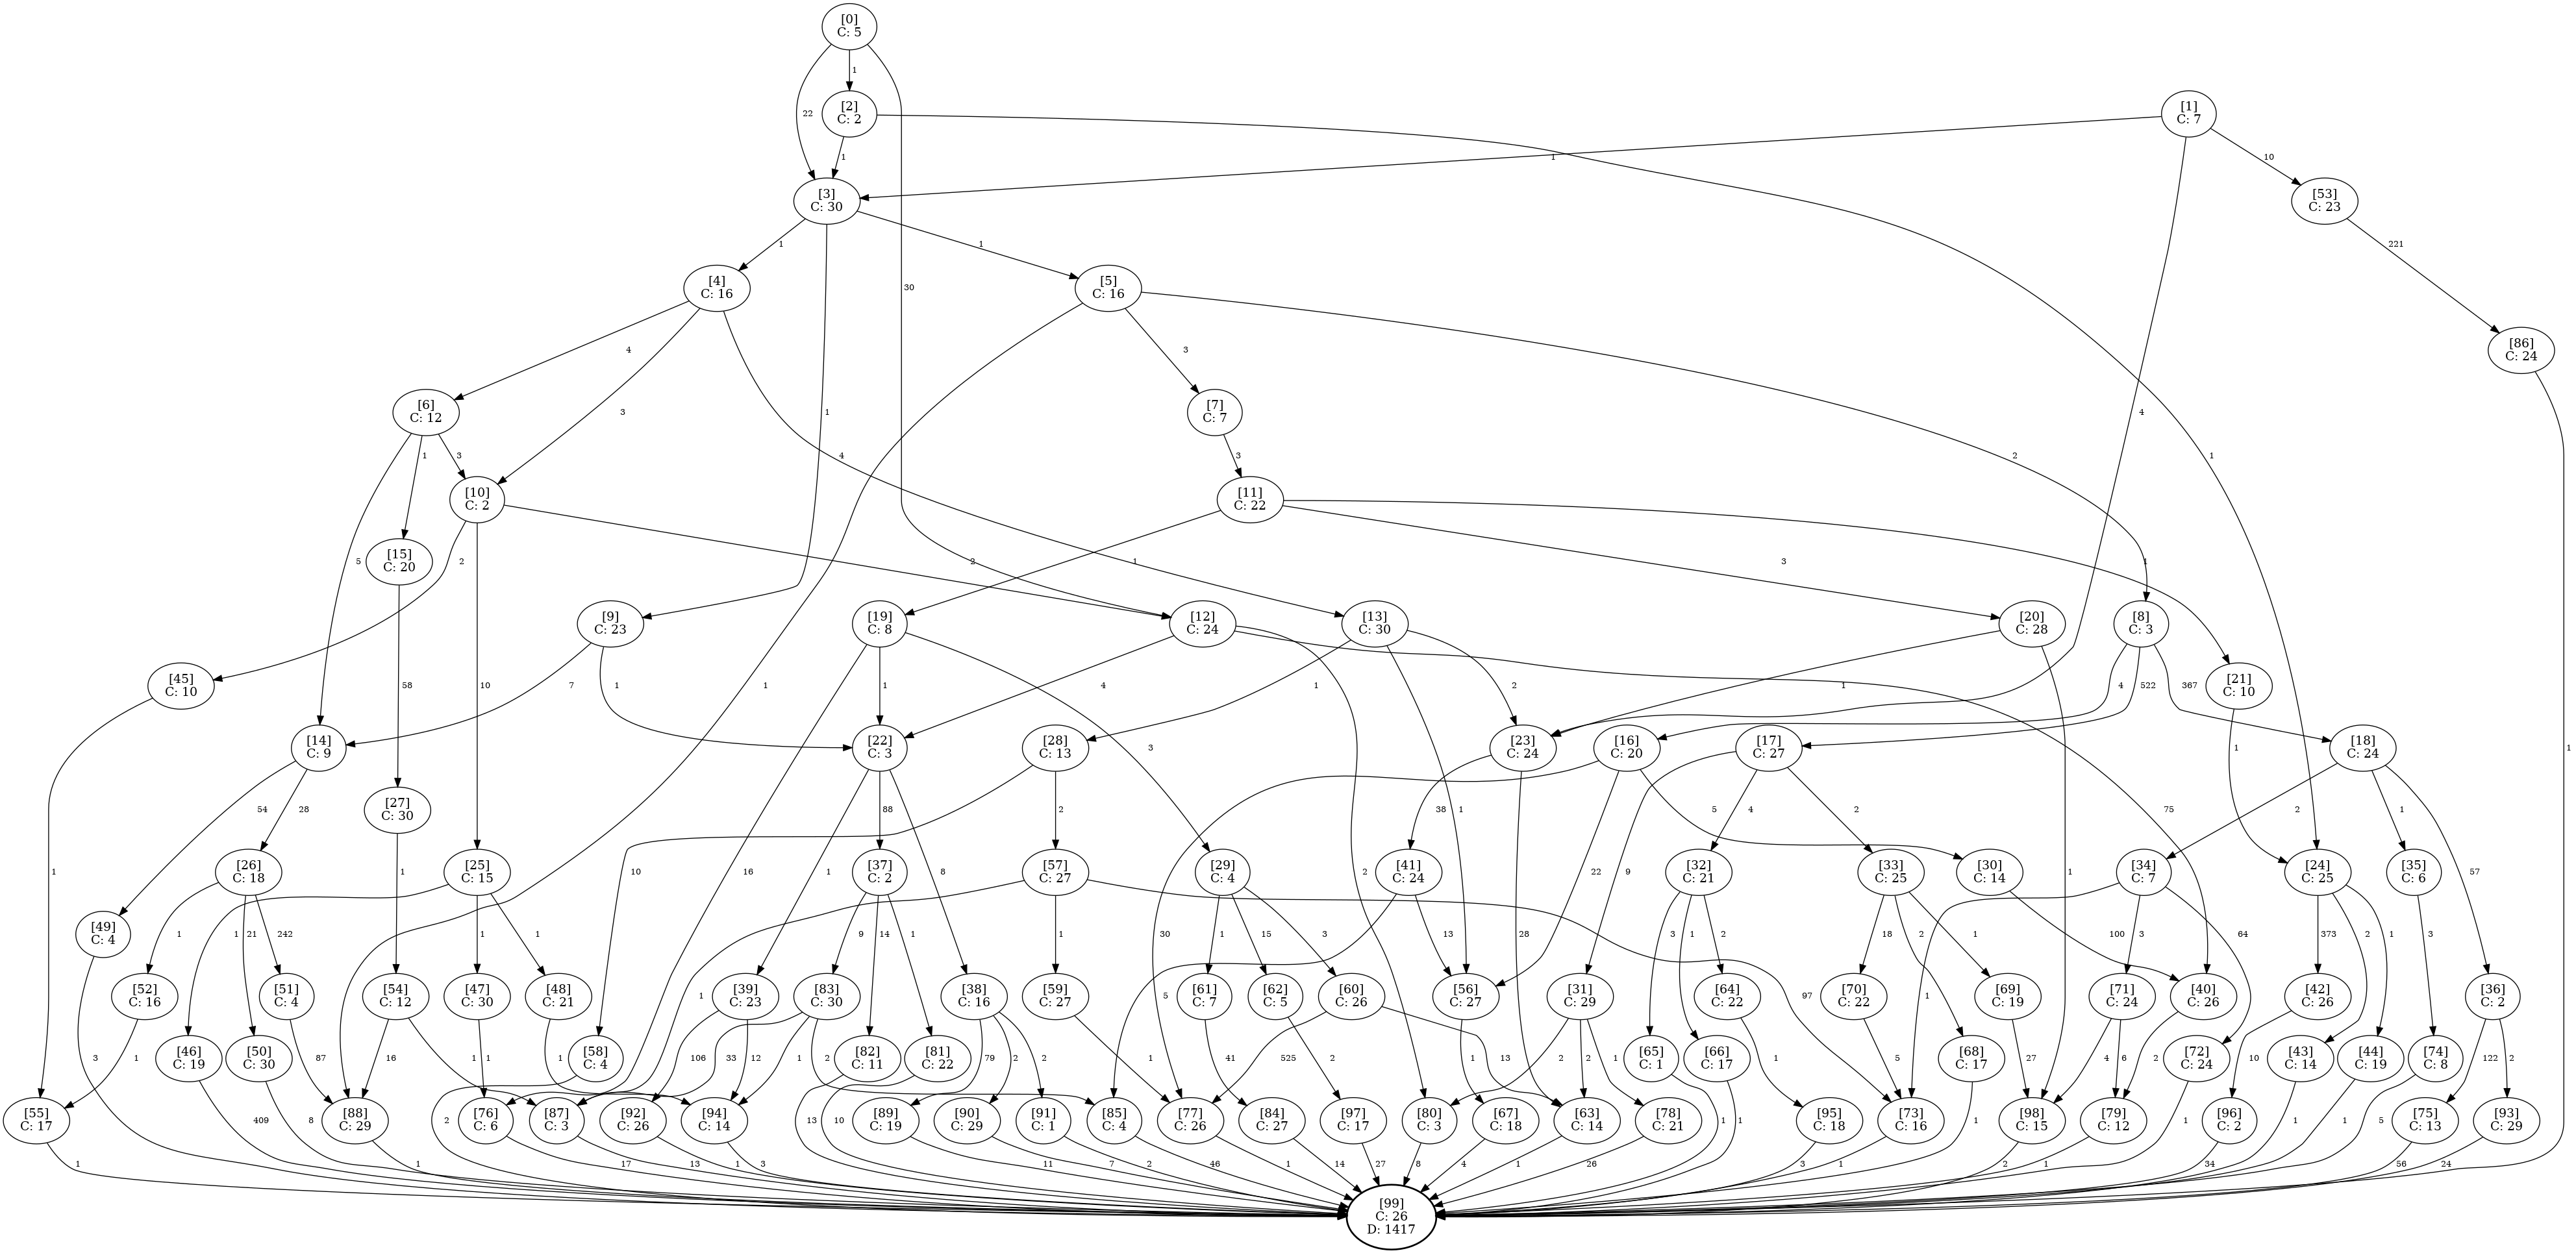 [0]
C: 5
1
22
[2]
C: 2
[1]
C: 7
1
1
10
[3]
C: 30
[53]
C: 23
1
1
221
[4]
C: 16
30
[5]
C: 16
4
3
[86]
C: 24
[6]
C: 12
3
1
[7]
C: 7
4
1
3
4
3
2
1
[10]
C: 2
[11]
C: 22
[15]
C: 20
5
2
2
1
3
1
[9]
C: 23
[19]
C: 8
[12]
C: 24
[13]
C: 30
[20]
C: 28
[8]
C: 3
[45]
C: 10
58
10
7
1
1
1
4
1
2
1
4
522
367
[21]
C: 10
[14]
C: 9
[22]
C: 3
3
[28]
C: 13
[23]
C: 24
[16]
C: 20
[17]
C: 27
[18]
C: 24
1
1
[27]
C: 30
54
28
88
2
38
1
5
4
2
75
2
1
1
[26]
C: 18
[25]
C: 15
10
16
1
[37]
C: 2
8
[57]
C: 27
[29]
C: 4
2
[41]
C: 24
22
9
[32]
C: 21
[33]
C: 25
[30]
C: 14
1
[34]
C: 7
[35]
C: 6
57
[24]
C: 25
[49]
C: 4
1
21
242
1
1
1
9
14
1
1
1
15
3
30
13
28
3
1
2
18
2
1
100
3
64
3
373
2
1
[52]
C: 16
[51]
C: 4
[54]
C: 12
[47]
C: 30
[48]
C: 21
1
[39]
C: 23
[83]
C: 30
[38]
C: 16
[59]
C: 27
[61]
C: 7
[62]
C: 5
[60]
C: 26
5
[56]
C: 27
[31]
C: 29
[64]
C: 22
97
[70]
C: 22
[69]
C: 19
1
[71]
C: 24
[40]
C: 26
[42]
C: 26
[36]
C: 2
3
1
[46]
C: 19
[50]
C: 30
87
16
1
1
1
[58]
C: 4
106
12
33
1
2
[82]
C: 11
[81]
C: 22
79
2
2
1
41
2
525
13
1
2
2
1
[65]
C: 1
[66]
C: 17
1
5
[68]
C: 17
27
4
6
2
[72]
C: 24
10
[43]
C: 14
[44]
C: 19
[74]
C: 8
122
2
[55]
C: 17
409
8
[88]
C: 29
2
[76]
C: 6
[87]
C: 3
[92]
C: 26
[94]
C: 14
13
10
[89]
C: 19
[90]
C: 29
[91]
C: 1
[85]
C: 4
[77]
C: 26
[84]
C: 27
[97]
C: 17
[80]
C: 3
[67]
C: 18
[63]
C: 14
[78]
C: 21
1
1
[95]
C: 18
[73]
C: 16
1
[98]
C: 15
[79]
C: 12
1
[96]
C: 2
1
1
5
[75]
C: 13
[93]
C: 29
1
1
17
13
1
3
11
7
2
46
1
14
27
8
4
1
26
3
1
2
1
34
56
24
[99]
C: 26
D: 1417